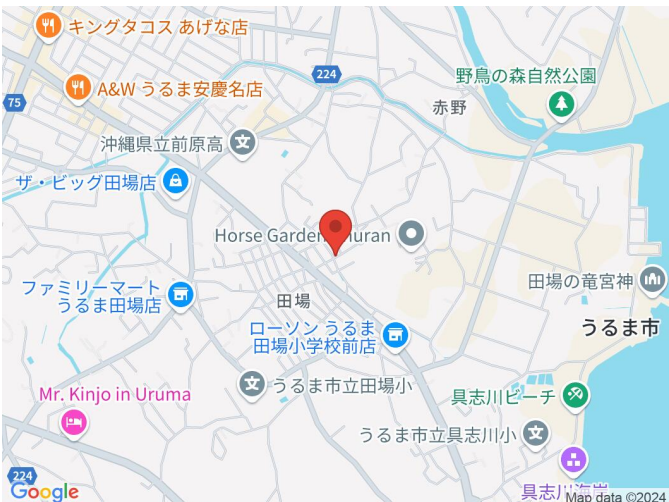 キングタコス あげな店
A&W うるま安慶名店
224
75
野鳥の森自然公園
赤野
沖縄県立前原高
ザ・ビッグ田場店
Horse Garden
huran
ファミリーマート
うるま田場店
田場
田場の竜宮神
うるま市
ローソン うるま
田場小学校前店
うるま市立田場小
Mr. Kinjo in Uruma
具志川ビーチ
うるま市立具志川小
224
Google
具志川海岸
Map data ©2024